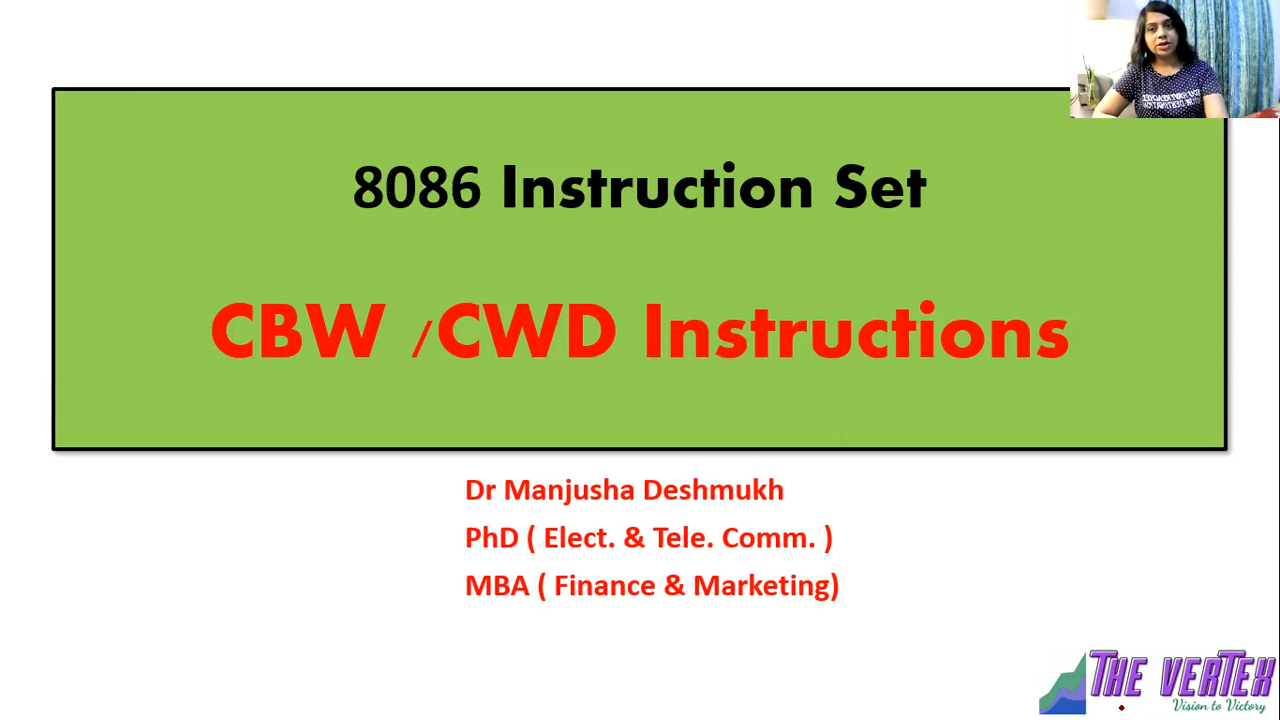 8086 Instruction Set
CBW /CWD Instructions
Dr Manjusha Deshmukh
PhD ( Elect. & Tele. Comm. )
MBA ( Finance & Marketing)
THE VERTEX
Vision to Victory